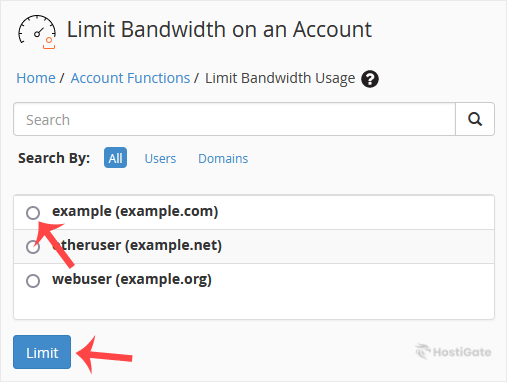 Limit Bandwidth on an Account
Home / Account Functions / Limit Bandwidth Usage ?
Search
Search By: All Users Domains
example (example.com)
otheruser (example.net)
webuser (example.org)
Limit
HostiGate